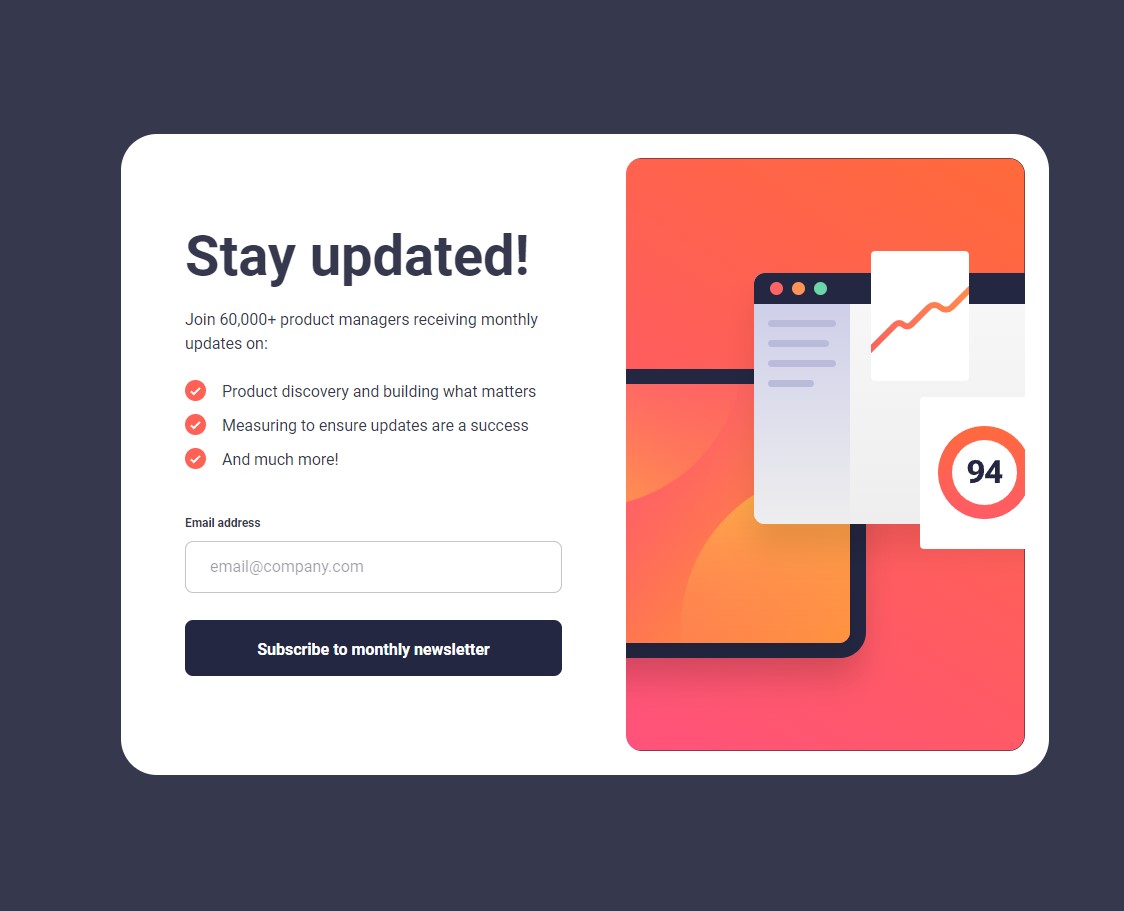 Stay updated!
Join 60,000+ product managers receiving monthly
updates on:
Product discovery and building what matters
Measuring to ensure updates are a success
And much more!
Email address
email@company.com
Subscribe to monthly newsletter
94